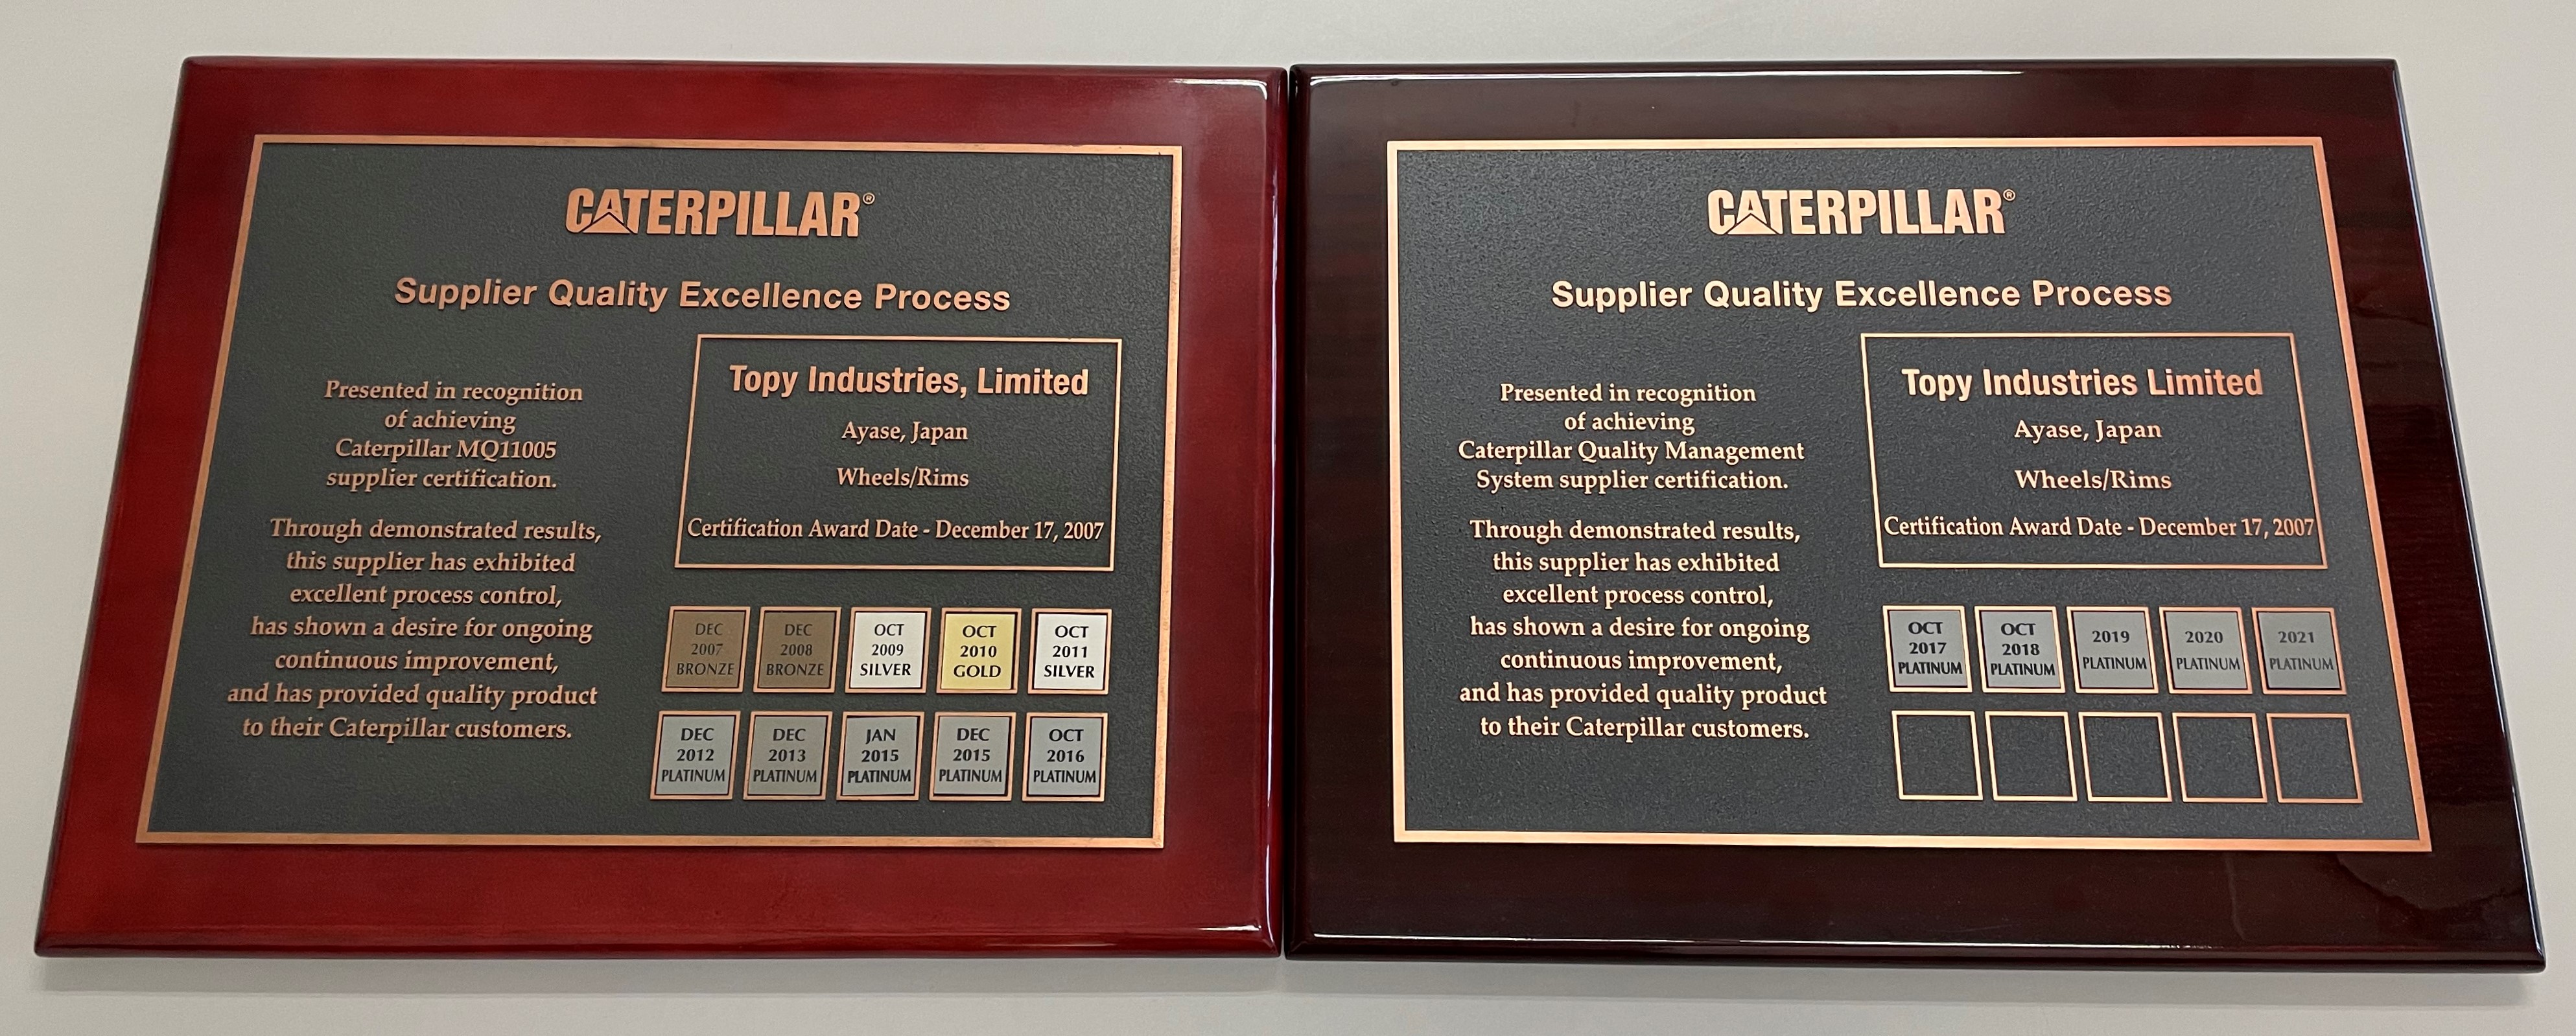 CATERPILLAR®
Supplier Quality Excellence Process
Presented in recognition
of achieving
Caterpillar MQ11005
supplier certification.
Through demonstrated results,
this supplier has exhibited
excellent process control,
has shown a desire for ongoing
continuous improvement,
and has provided quality product
to their Caterpillar customers.
Topy Industries, Limited
Ayase, Japan
Wheels/Rims
Certification Award Date - December 17, 2007
DEC
2007
BRONZE
DEC
2008
BRONZE
OCT
2009
SILVER
OCT
2010
GOLD
OCT
2011
SILVER
DEC
2012
PLATINUM
DEC
2013
PLATINUM
JAN
2015
PLATINUM
DEC
2015
PLATINUM
OCT
2016
PLATINUM
CATERPILLAR®
Supplier Quality Excellence Process
Presented in recognition
of achieving
Caterpillar Quality Management
System supplier certification.
Through demonstrated results,
this supplier has exhibited
excellent process control,
has shown a desire for ongoing
continuous improvement,
and has provided quality product
to their Caterpillar customers.
Topy Industries Limited
Ayase, Japan
Wheels/Rims
Certification Award Date - December 17, 2007
OCT
2017
PLATINUM
OCT
2018
PLATINUM
2019
PLATINUM
2020
PLATINUM
2021
PLATINUM